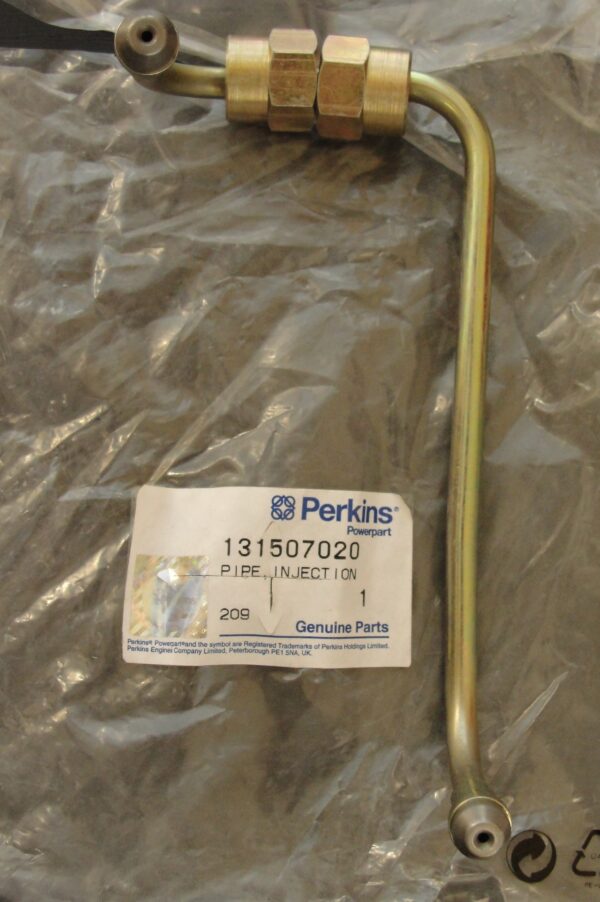 Perkins®
Powerpart
131507020
PIPE, INJECTION
1
209
Genuine Parts
Perkins® Powerpart® and the symbol are Registered Trademarks of Perkins Holdings Limited.
Perkins Engines Company Limited, Peterborough PE1 5NA, UK.